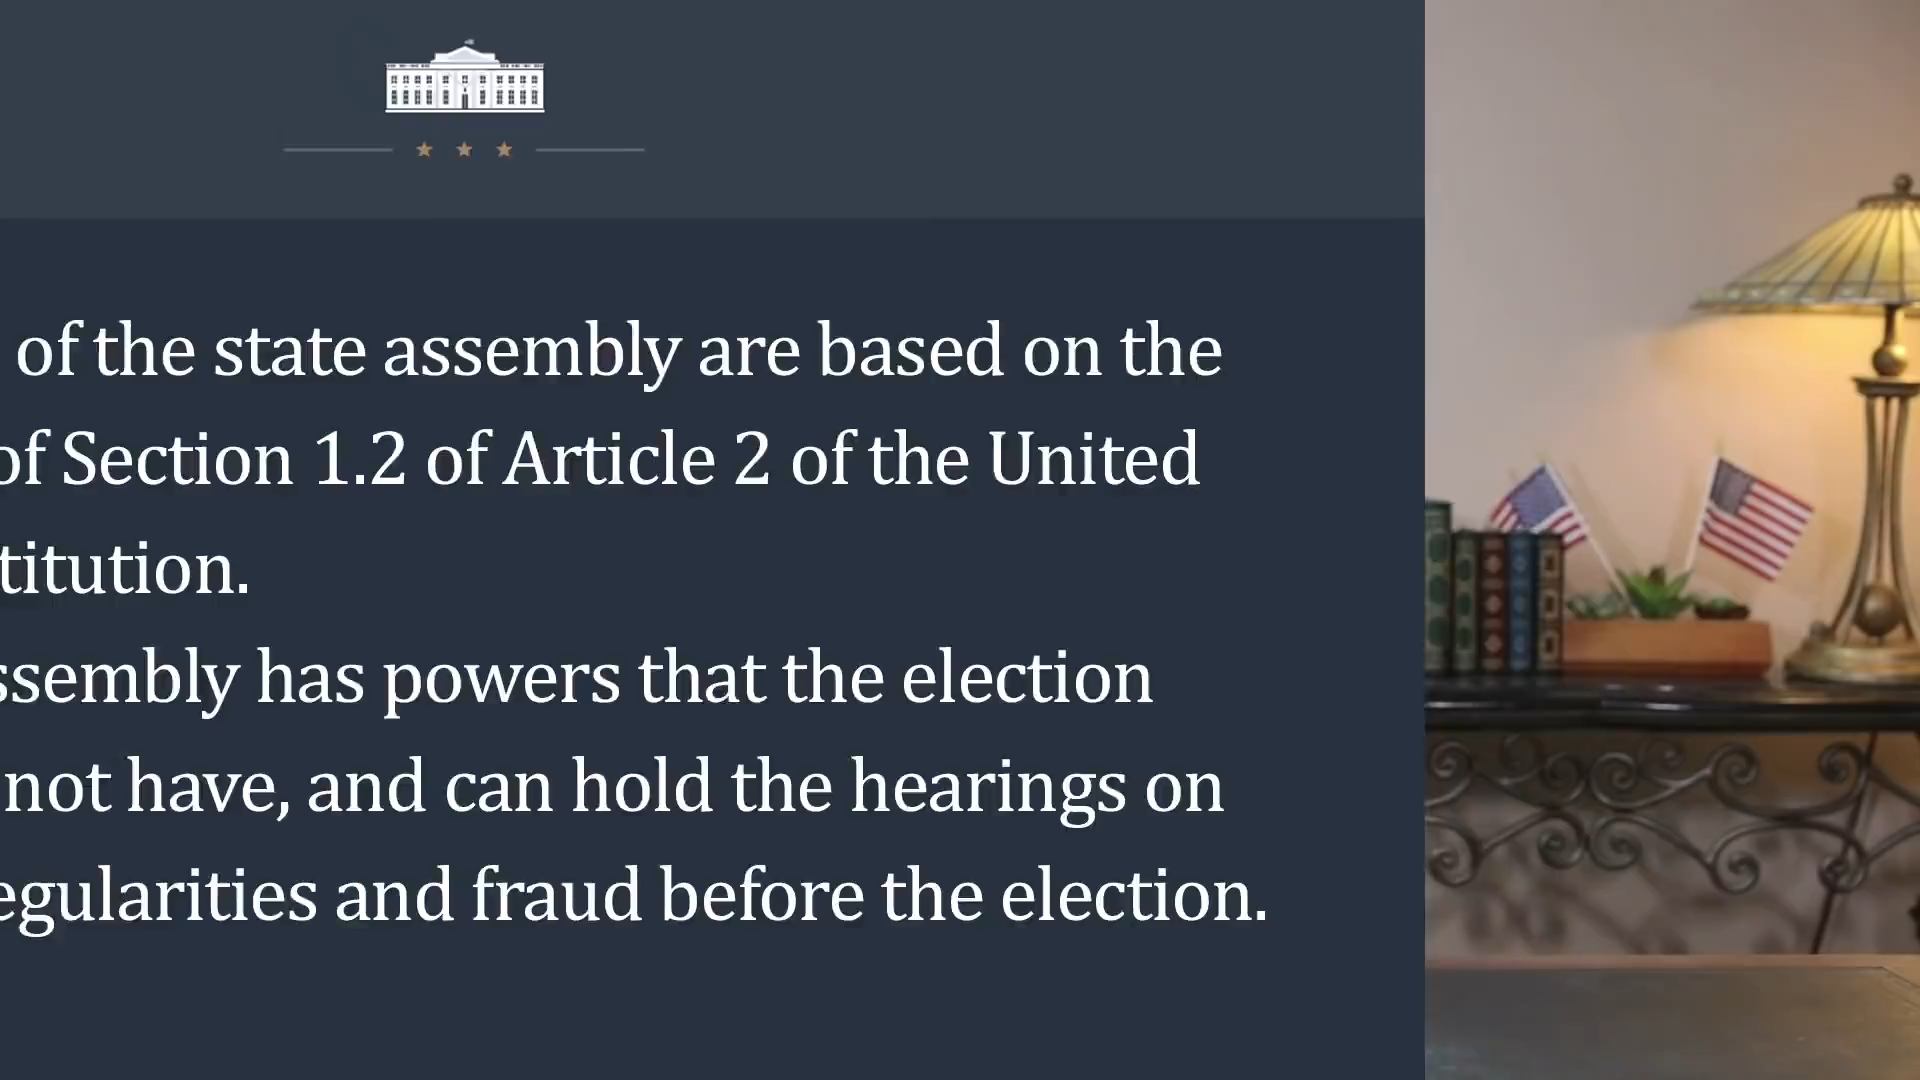 of the state assembly are based on the
of Section 1.2 of Article 2 of the United
titution.
ssembly has powers that the election
not have, and can hold the hearings on
egularities and fraud before the election.